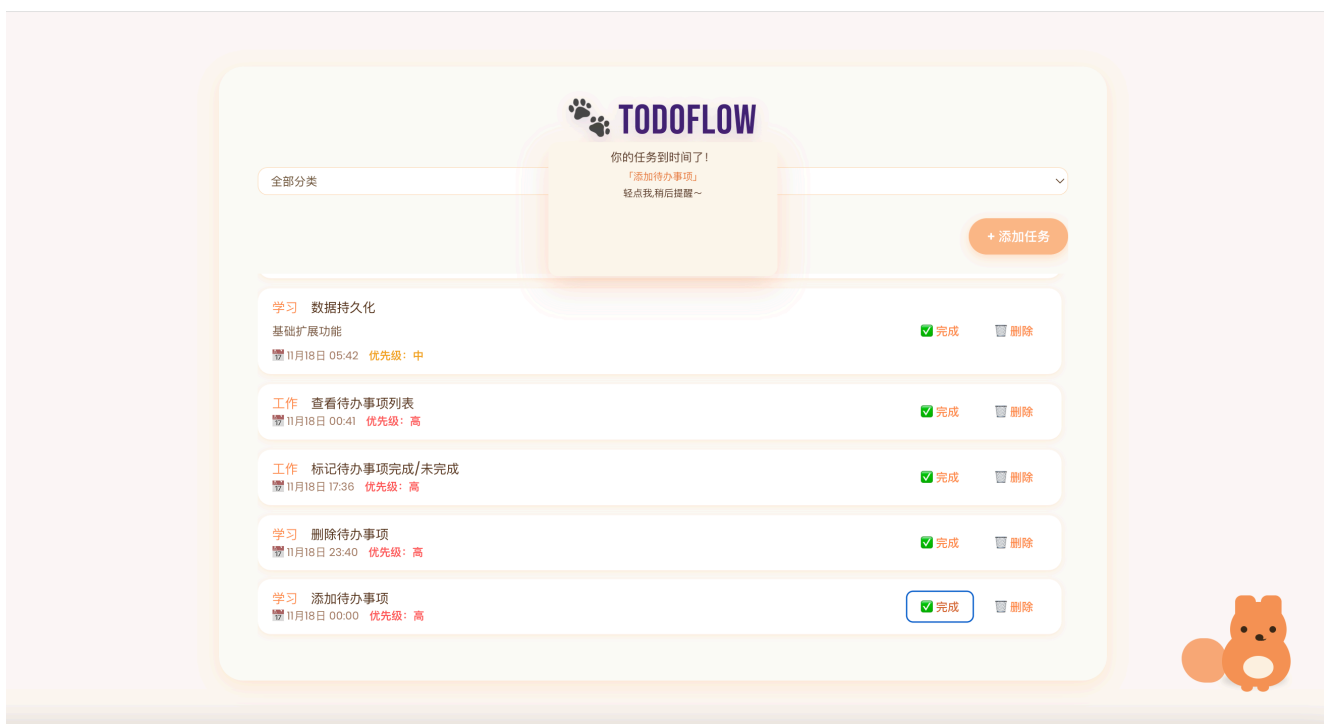 🐾 TODOFLOW
你的任务到时间了!
「添加待办事项」
轻点我,稍后提醒～
全部分类
+ 添加任务
学习 数据持久化
基础扩展功能
✅ 完成 🗑️ 删除
📅 11月18日 05:42 优先级：中
工作 查看待办事项列表
✅ 完成 🗑️ 删除
📅 11月18日 00:41 优先级：高
工作 标记待办事项完成/未完成
✅ 完成 🗑️ 删除
📅 11月18日 17:36 优先级：高
学习 删除待办事项
✅ 完成 🗑️ 删除
📅 11月18日 23:40 优先级：高
学习 添加待办事项
✅ 完成 🗑️ 删除
📅 11月18日 00:00 优先级：高